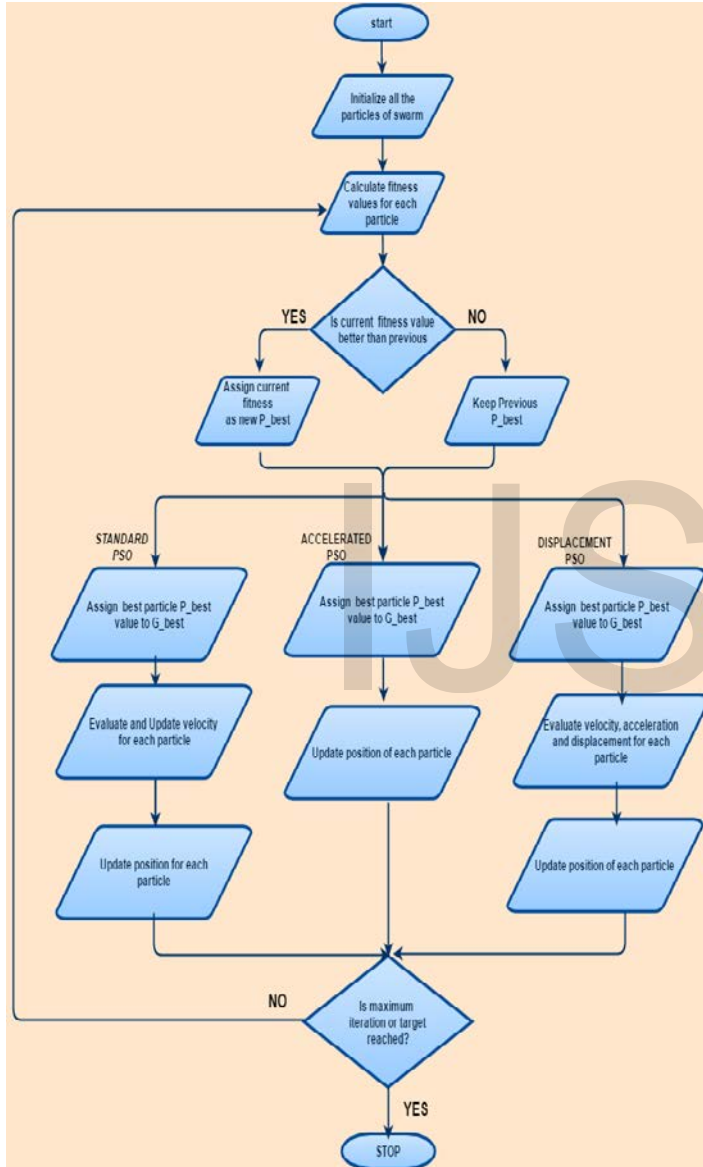 start
Initialize all the
particles of swarm
Calculate fitness
values for each
particle
Is current fitness value
better than previous
YES
NO
Assign current
fitness
as new P_best
Keep Previous
P_best
STANDARD
PSO
ACCELERATED
PSO
DISPLACEMENT
PSO
Assign best particle P_best
value to G_best
Assign best particle P_best
value to G_best
Assign best particle P_best
value to G_best
Evaluate and Update velocity
for each particle
Update position of each particle
Evaluate velocity, acceleration
and displacement for each
particle
Update position for each
particle
Update position of each particle
Is maximum
iteration or target
reached?
NO
YES
STOP
IJS